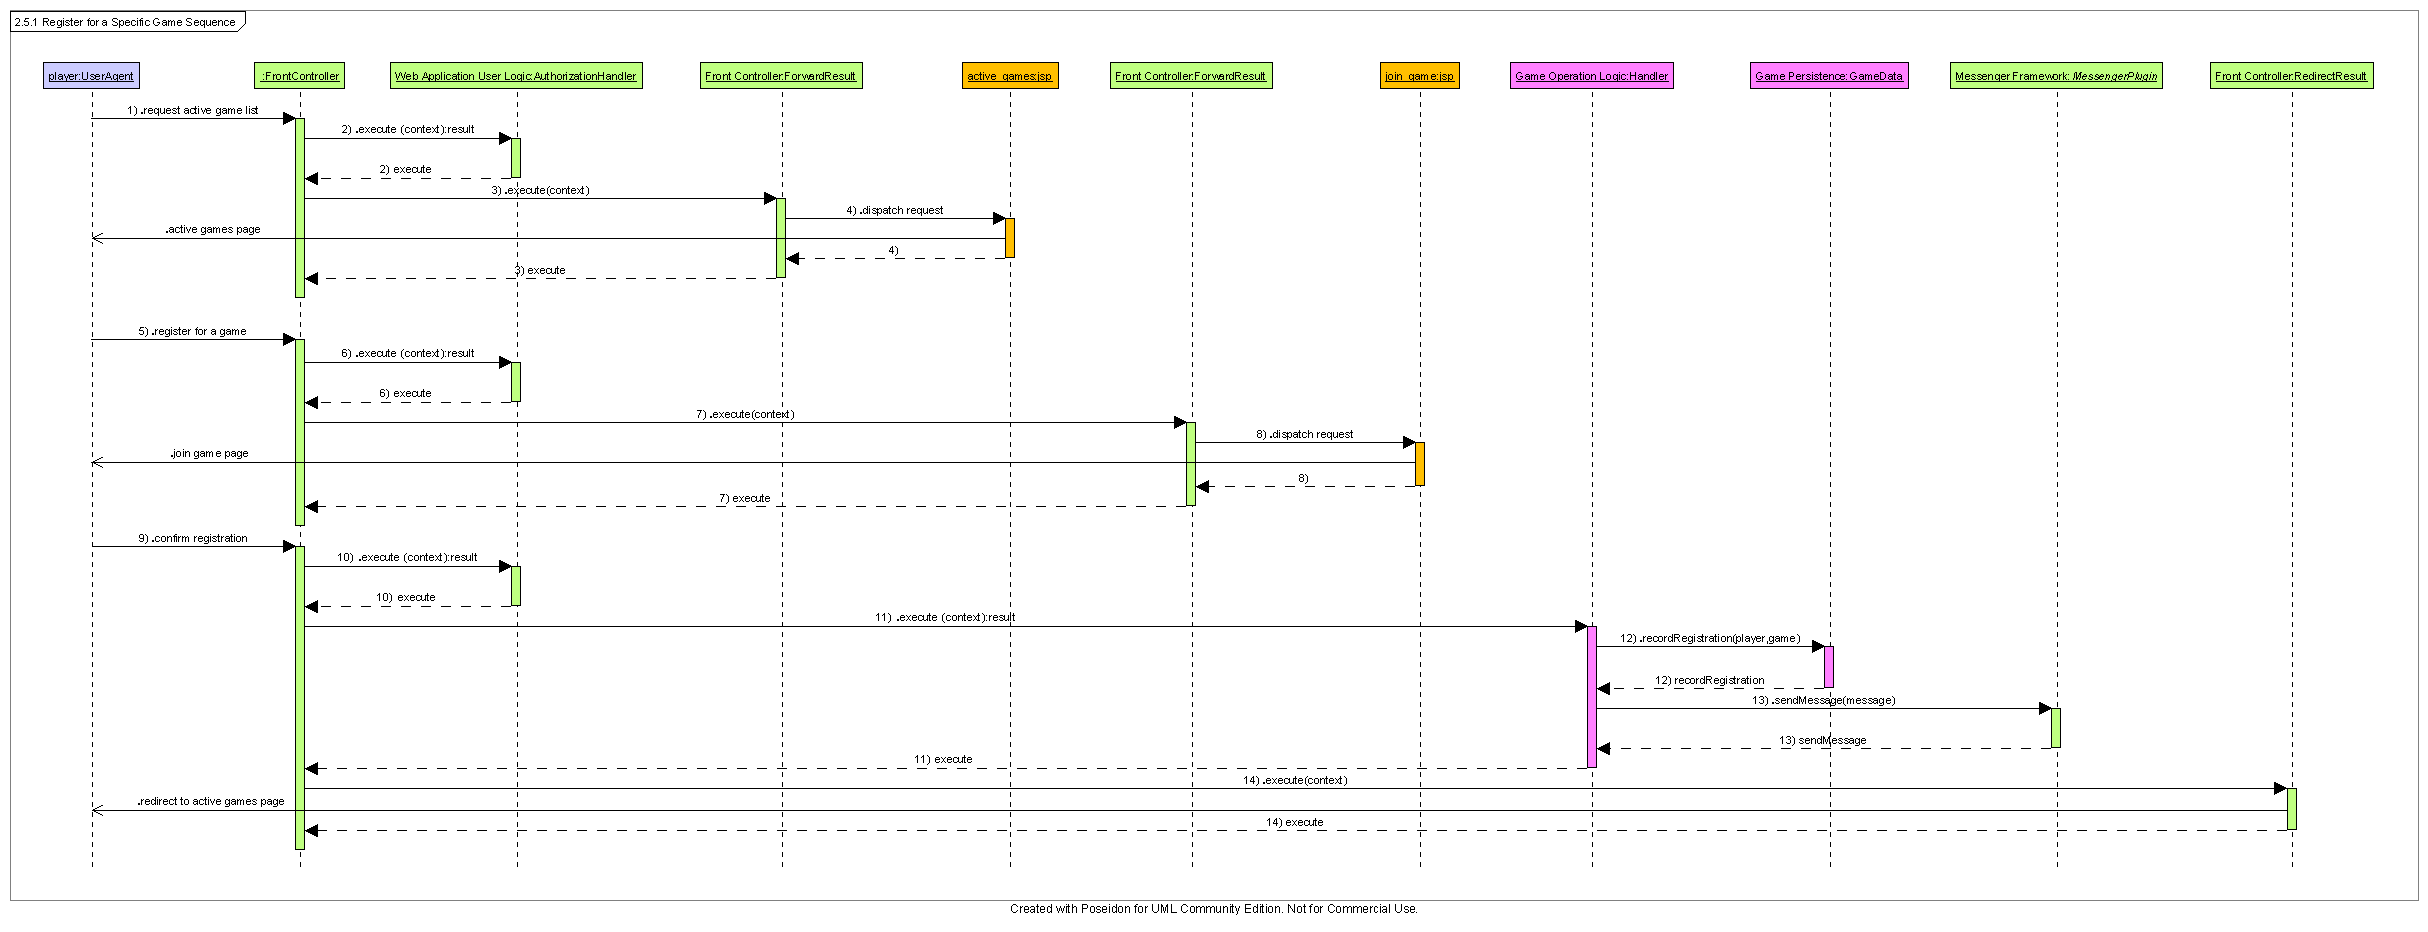 2.5.1 Register for a Specific Game Sequence
player:UserAgent
:FrontController
Web Application User Logic:AuthorizationHandler
Front Controller:ForwardResult
active_games:jsp
Front Controller:ForwardResult
join_game:jsp
Game Operation Logic:Handler
Game Persistence:GameData
Messenger Framework: IMessengerPlugin
Front Controller:RedirectResult
1) .request active game list
2) .execute (context):result
2) execute
3) .execute(context)
4) .dispatch request
.active games page
4)
3) execute
5) .register for a game
6) .execute (context):result
6) execute
7) .execute(context)
8) .dispatch request
.join game page
8)
7) execute
9) .confirm registration
10) .execute (context):result
10) execute
11) .execute (context):result
12) .recordRegistration(player,game)
12) recordRegistration
13) .sendMessage(message)
13) sendMessage
11) execute
14) .execute(context)
.redirect to active games page
14) execute
Created with Poseidon for UML Community Edition. Not for Commercial Use.